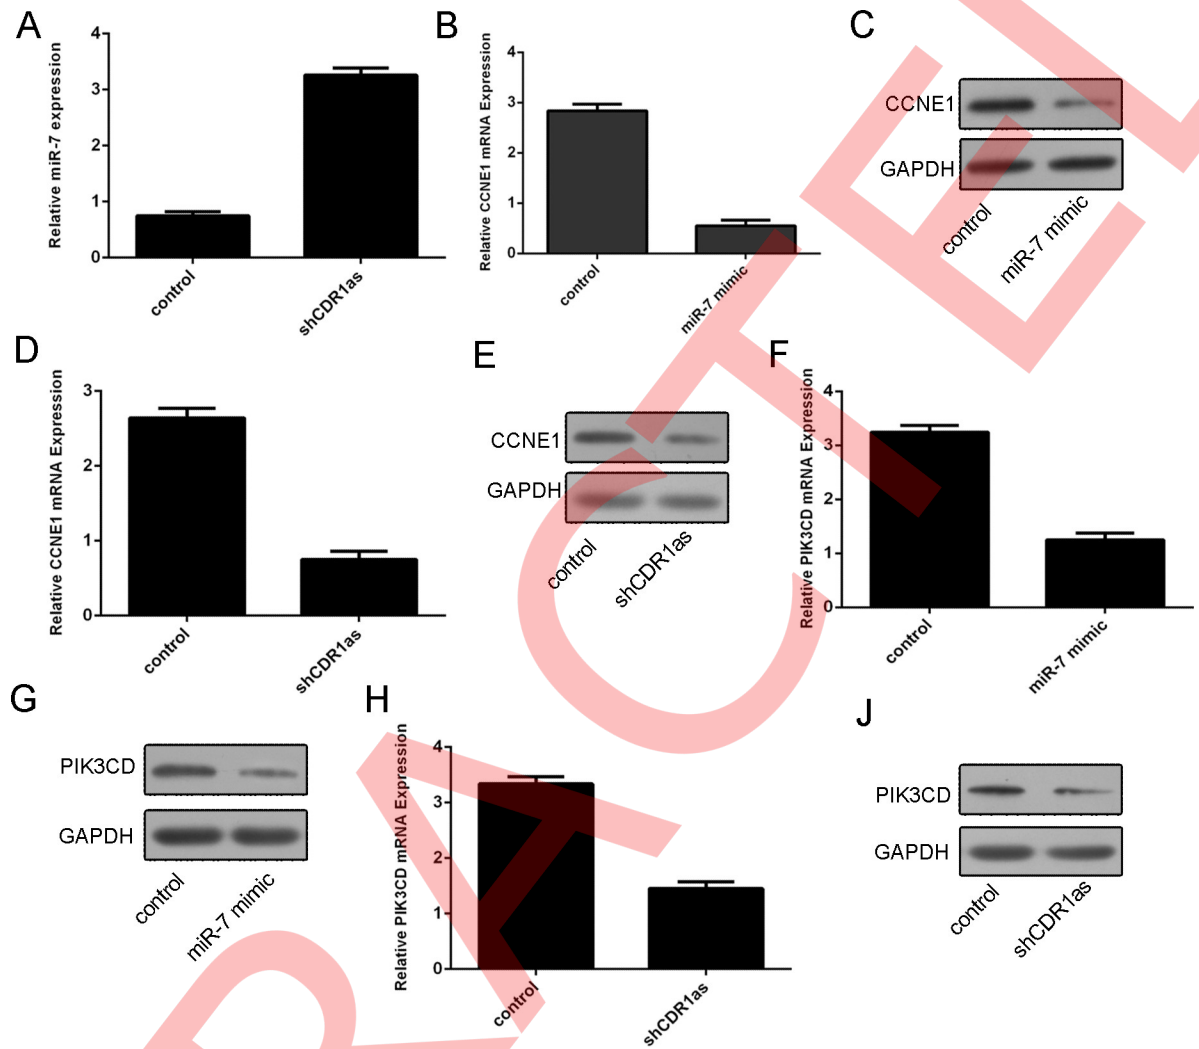 A
Relative miR-7 expression
4
3
2
1
0
control
shCDR1as
B
Relative CCNE1 mRNA Expression
4
3
2
1
0
control
miR-7 mimic
C
CCNE1
GAPDH
control
miR-7 mimic
D
Relative CCNE1 mRNA Expression
3
2
1
0
control
shCDR1as
E
CCNE1
GAPDH
control
shCDR1as
F
Relative PIK3CD mRNA Expression
4
3
2
1
0
control
miR-7 mimic
G
PIK3CD
GAPDH
control
miR-7 mimic
H
Relative PIK3CD mRNA Expression
4
3
2
1
0
control
shCDR1as
J
PIK3CD
GAPDH
control
shCDR1as
RACTE